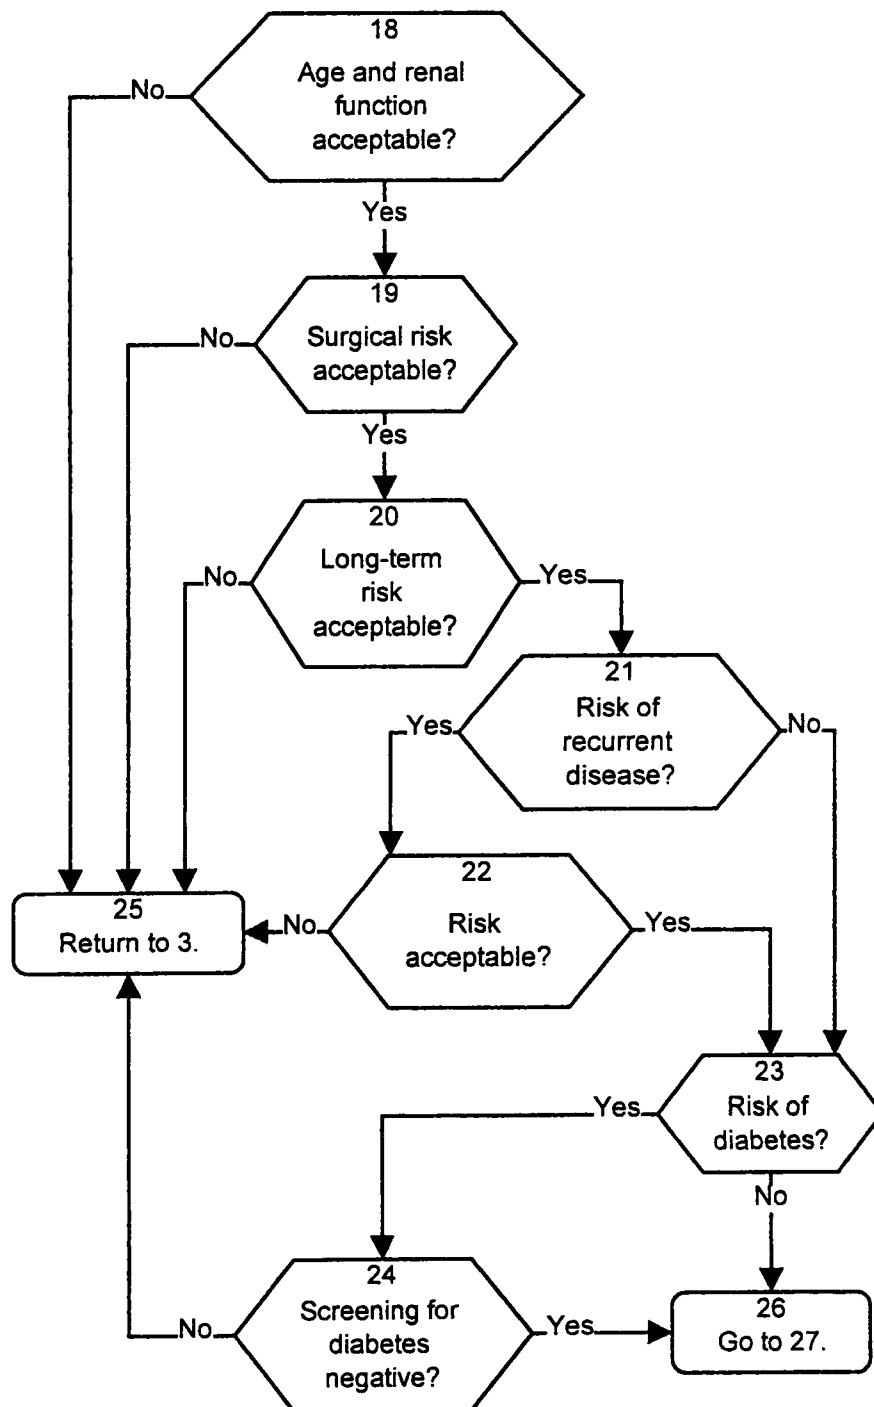 18
Age and renal
function
acceptable?
No
Yes
19
Surgical risk
acceptable?
No
Yes
20
Long-term
risk
acceptable?
No
Yes
21
Risk of
recurrent
disease?
Yes
No
22
Risk
acceptable?
No
Yes
25
Return to 3.
23
Risk of
diabetes?
Yes
No
24
Screening for
diabetes
negative?
No
Yes
26
Go to 27.